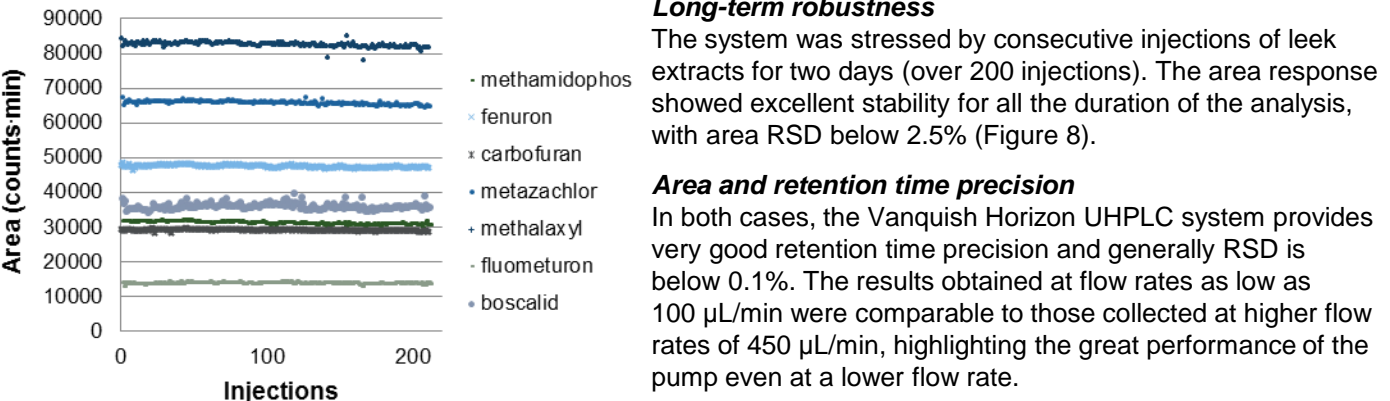 90000
80000
70000
60000
50000
40000
30000
20000
10000
0
Area (counts·min)
0 100 200
Injections
- methamidophos
× fenuron
ж carbofuran
• metazachlor
+ methalaxyl
- fluometuron
• boscalid
Long-term robustness
The system was stressed by consecutive injections of leek
extracts for two days (over 200 injections). The area response
showed excellent stability for all the duration of the analysis,
with area RSD below 2.5% (Figure 8).
Area and retention time precision
In both cases, the Vanquish Horizon UHPLC system provides
very good retention time precision and generally RSD is
below 0.1%. The results obtained at flow rates as low as
100 µL/min were comparable to those collected at higher flow
rates of 450 µL/min, highlighting the great performance of the
pump even at a lower flow rate.